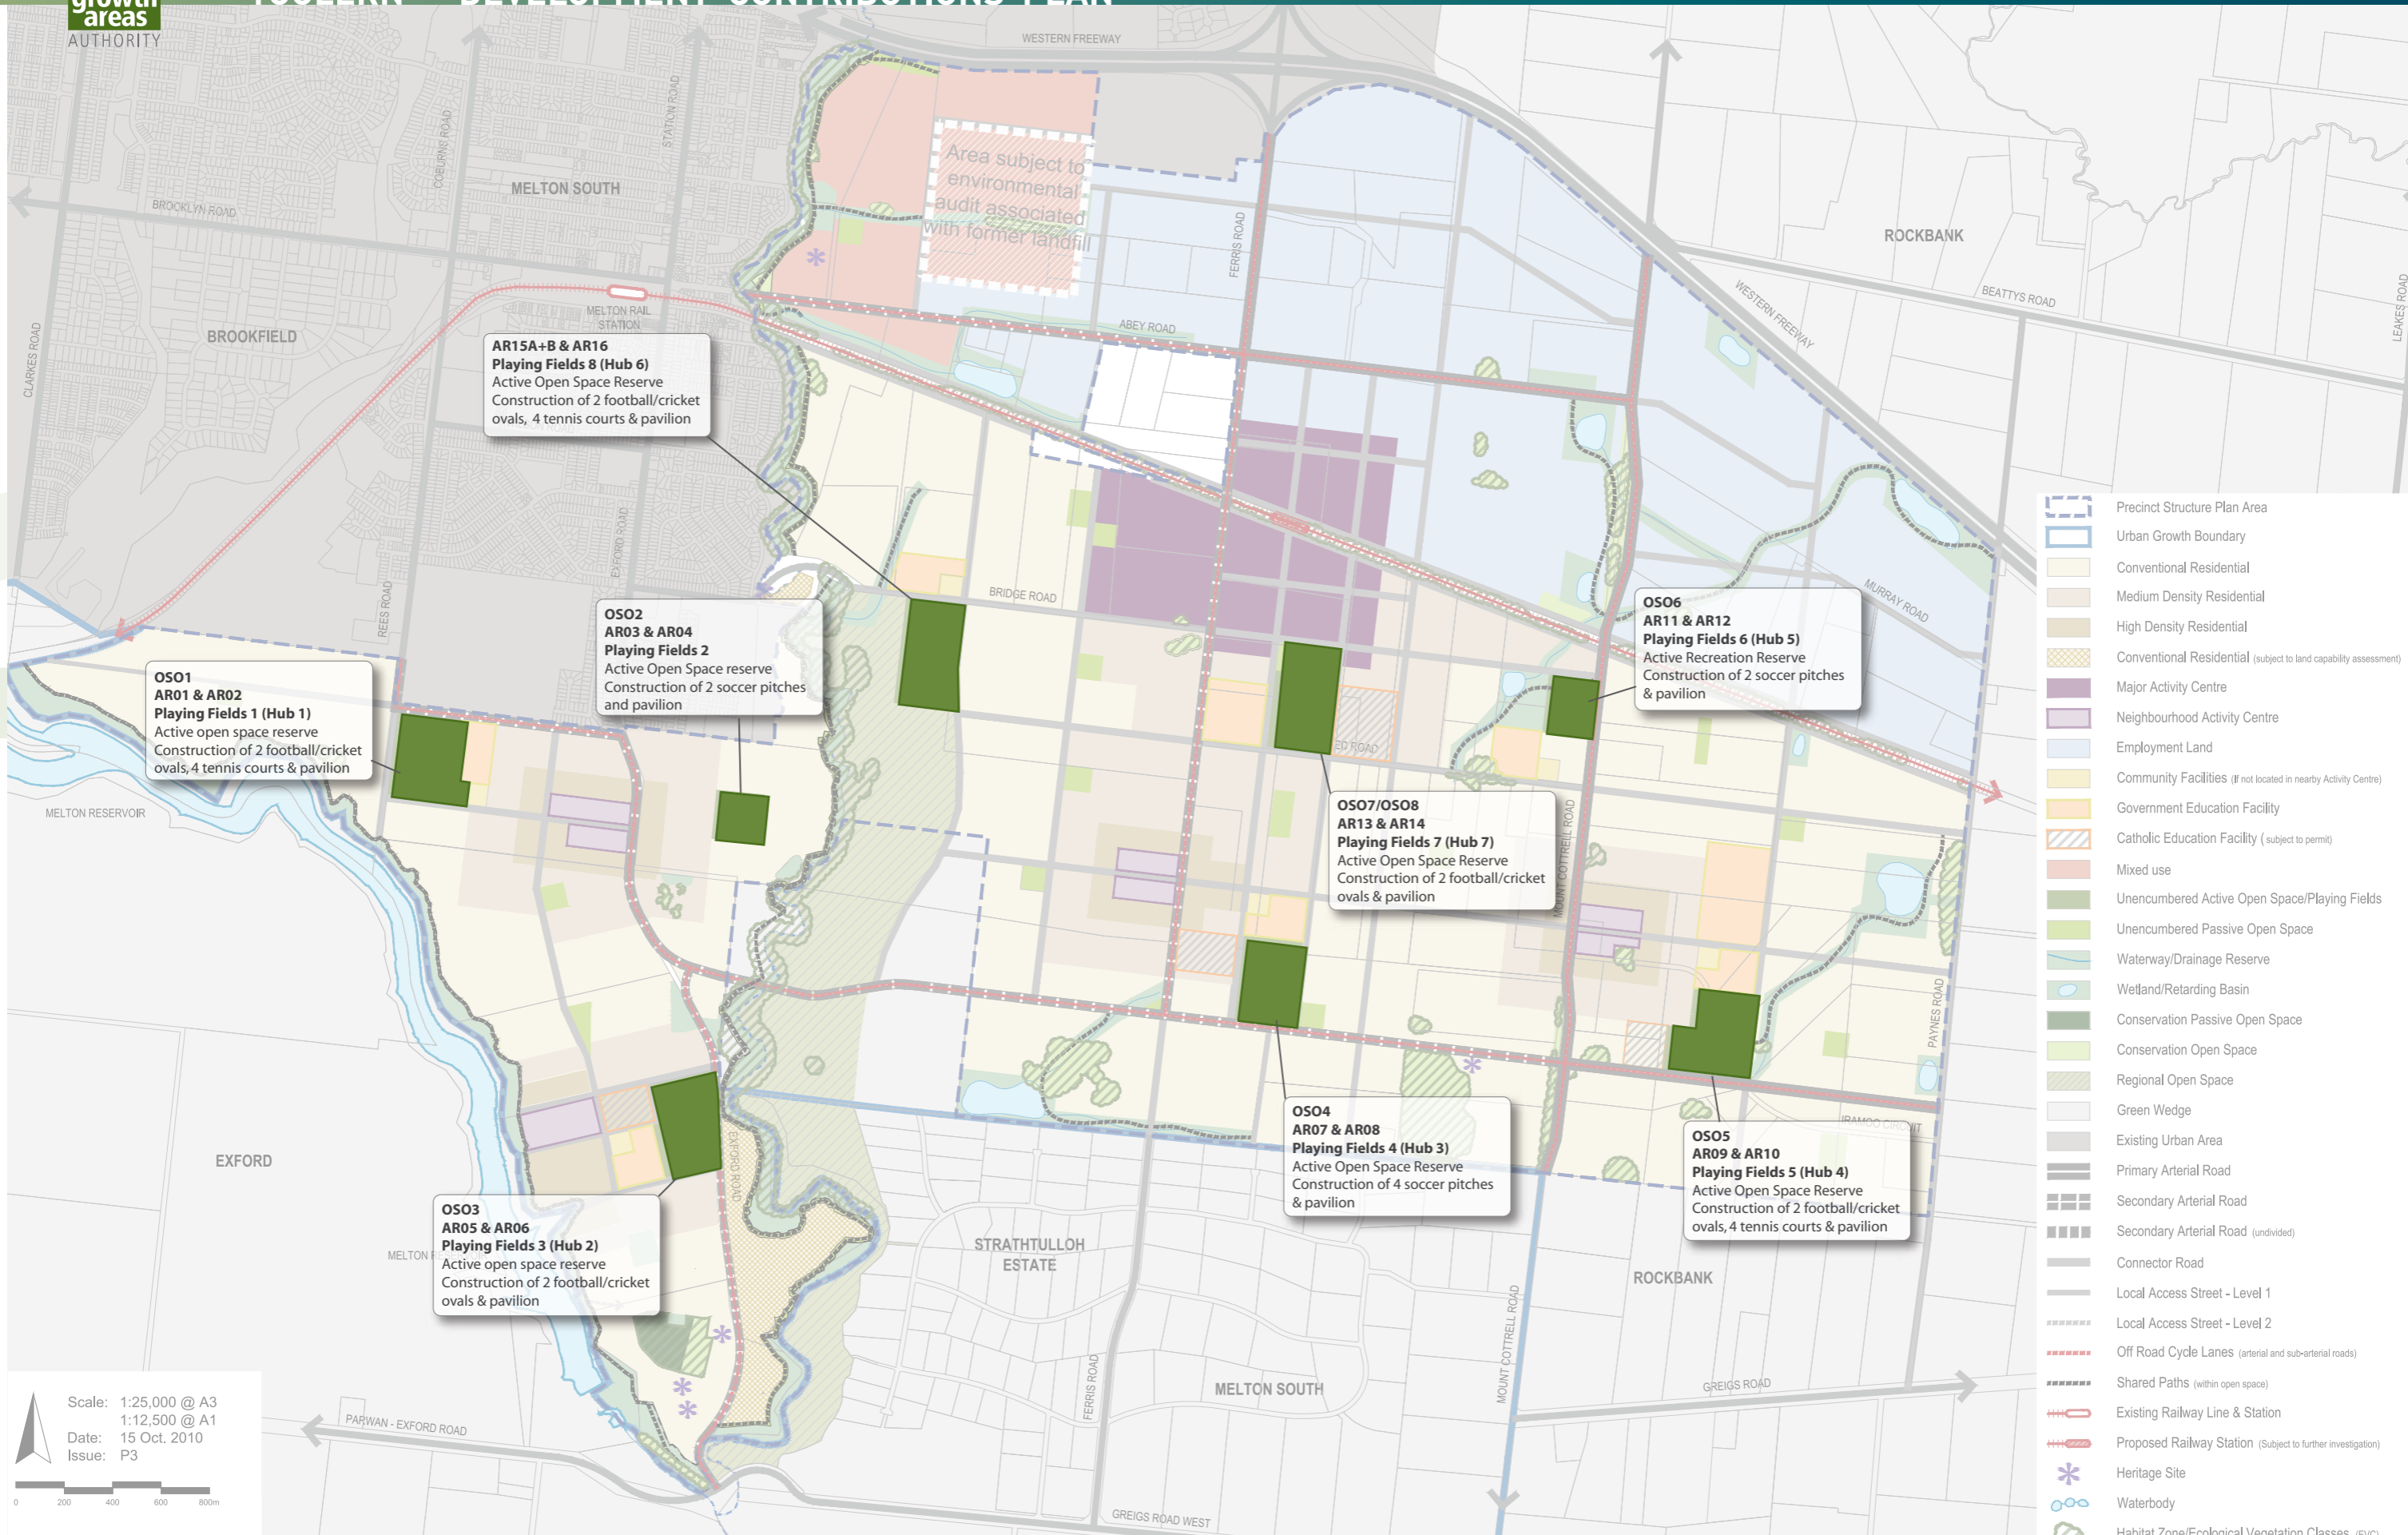 growth
areas
AUTHORITY
TOOLERN DEVELOPMENT CONTRIBUTIONS PLAN
WESTERN FREEWAY
COBURNS ROAD
STATION ROAD
MELTON SOUTH
BROOKLYN ROAD
Area subject to
environmental
audit associated
with former landfill
FERRIS ROAD
ROCKBANK
BEATTYS ROAD
WESTERN FREEWAY
LEAKES ROAD
MELTON RAIL
STATION
BROOKFIELD
CLARKES ROAD
ABEY ROAD
AR15A+B & AR16
Playing Fields 8 (Hub 6)
Active Open Space Reserve
Construction of 2 football/cricket
ovals, 4 tennis courts & pavilion
EXFORD ROAD
REES ROAD
BRIDGE ROAD
MURRAY ROAD
OSO2
AR03 & AR04
Playing Fields 2
Active Open Space reserve
Construction of 2 soccer pitches
and pavilion
OSO6
AR11 & AR12
Playing Fields 6 (Hub 5)
Active Recreation Reserve
Construction of 2 soccer pitches
& pavilion
OSO1
AR01 & AR02
Playing Fields 1 (Hub 1)
Active open space reserve
Construction of 2 football/cricket
ovals, 4 tennis courts & pavilion
MELTON RESERVOIR
ED ROAD
OSO7/OSO8
AR13 & AR14
Playing Fields 7 (Hub 7)
Active Open Space Reserve
Construction of 2 football/cricket
ovals & pavilion
MOUNT COTTRELL ROAD
PAYNES ROAD
IRAMOO CIRCUIT
OSO4
AR07 & AR08
Playing Fields 4 (Hub 3)
Active Open Space Reserve
Construction of 4 soccer pitches
& pavilion
OSO5
AR09 & AR10
Playing Fields 5 (Hub 4)
Active Open Space Reserve
Construction of 2 football/cricket
ovals, 4 tennis courts & pavilion
EXFORD
EXFORD ROAD
OSO3
AR05 & AR06
Playing Fields 3 (Hub 2)
Active open space reserve
Construction of 2 football/cricket
ovals & pavilion
MELTON
STRATHTULLOH
ESTATE
ROCKBANK
MELTON SOUTH
FERRIS ROAD
MOUNT COTTRELL ROAD
GREIGS ROAD
PARWAN - EXFORD ROAD
GREIGS ROAD WEST
Scale: 1:25,000 @ A3
1:12,500 @ A1
Date: 15 Oct. 2010
Issue: P3
0 200 400 600 800m
Precinct Structure Plan Area
Urban Growth Boundary
Conventional Residential
Medium Density Residential
High Density Residential
Conventional Residential (subject to land capability assessment)
Major Activity Centre
Neighbourhood Activity Centre
Employment Land
Community Facilities (If not located in nearby Activity Centre)
Government Education Facility
Catholic Education Facility ( subject to permit)
Mixed use
Unencumbered Active Open Space/Playing Fields
Unencumbered Passive Open Space
Waterway/Drainage Reserve
Wetland/Retarding Basin
Conservation Passive Open Space
Conservation Open Space
Regional Open Space
Green Wedge
Existing Urban Area
Primary Arterial Road
Secondary Arterial Road
Secondary Arterial Road (undivided)
Connector Road
Local Access Street - Level 1
Local Access Street - Level 2
Off Road Cycle Lanes (arterial and sub-arterial roads)
Shared Paths (within open space)
Existing Railway Line & Station
Proposed Railway Station (Subject to further investigation)
Heritage Site
Waterbody
Habitat Zone/Ecological Vegetation Classes (EVC)